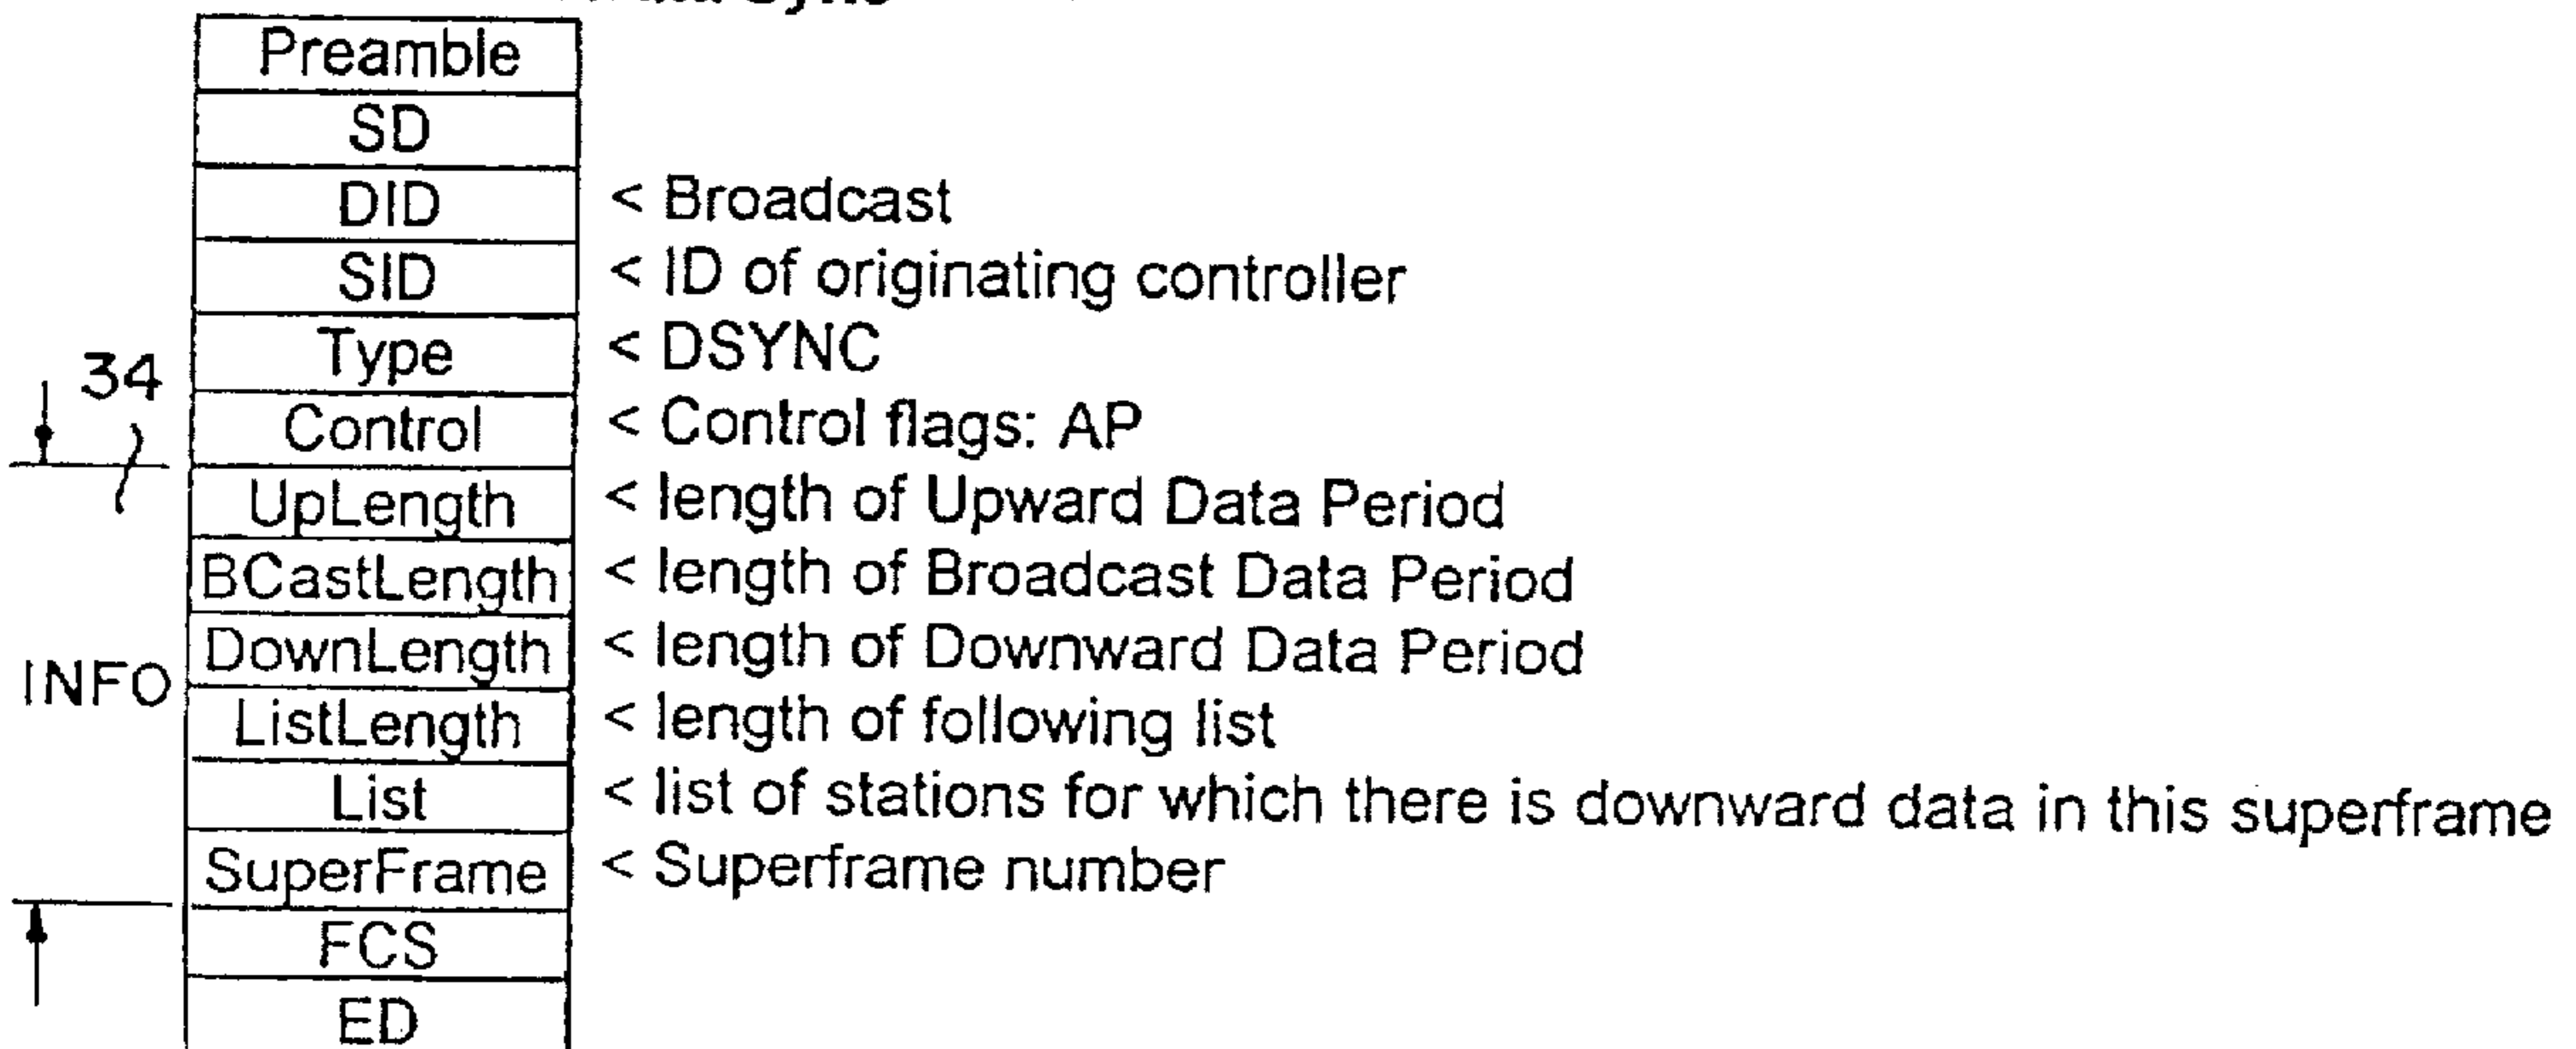 Sync
Preamble
SD
DID < Broadcast
SID < ID of originating controller
Type < DSYNC
34
Control < Control flags: AP
UpLength < length of Upward Data Period
BCastLength < length of Broadcast Data Period
DownLength < length of Downward Data Period
INFO
ListLength < length of following list
List < list of stations for which there is downward data in this superframe
SuperFrame < Superframe number
FCS
ED